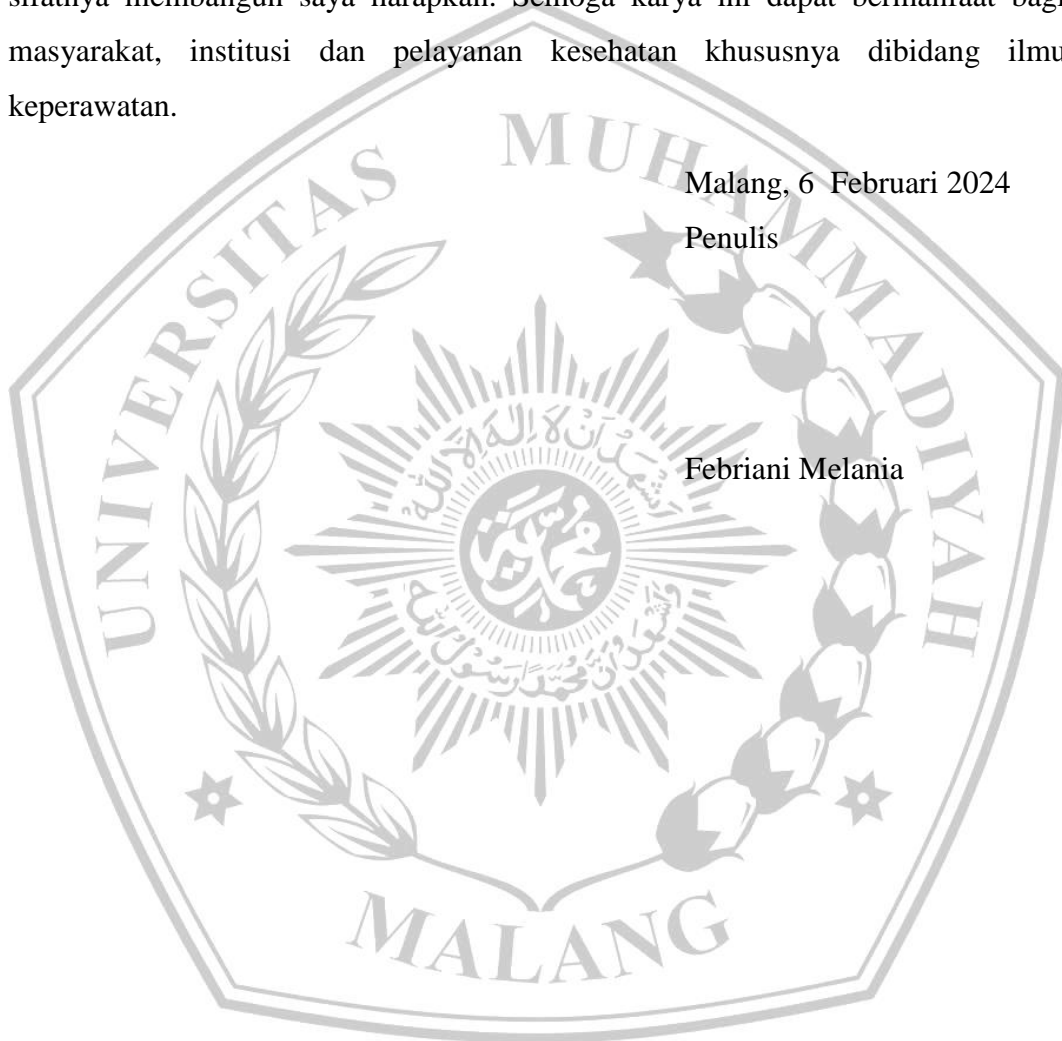 sifatnya membangun saya harapkan. Semoga karya ini dapat bermanfaat bagi
masyarakat, institusi dan pelayanan kesehatan khususnya dibidang ilmu
keperawatan.
Malang, 6 Februari 2024
Penulis
Febriani Melania
UNIVERSITAS MUHAMMADIYAH
MALANG